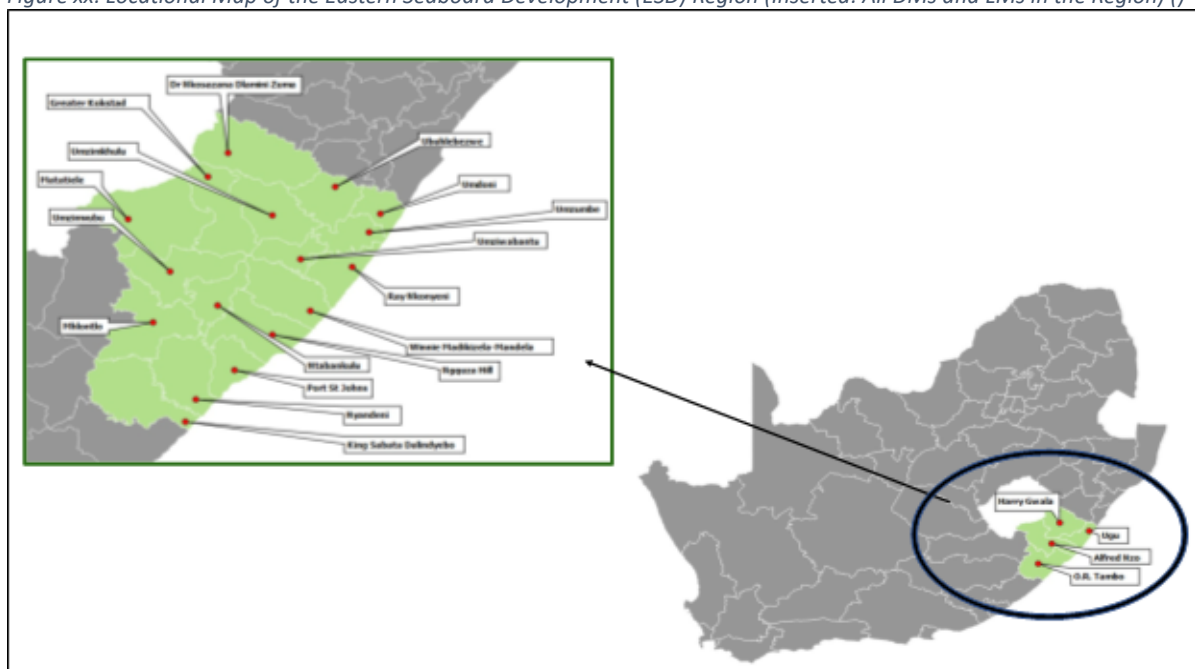 Figure xx: Locational Map of the Eastern Seaboard Development (ESD) Region (Inserted: All DMs and LMs in the Region) ()
Dr Nkosazana Dlamini Zuma
Greater Kokstad
Umzimkhulu
Ubuhlebezwe
Matatiele
Umdoni
Umzimvubu
Umzumbe
Umziwabantu
Ray Nkonyeni
Mhlontlo
Winnie Madikizela-Mandela
Ntabankulu
Ngquza Hill
Port St Johns
Nyandeni
King Sabata Dalindyebo
Harry Gwala
Ugu
Alfred Nzo
O.R. Tambo